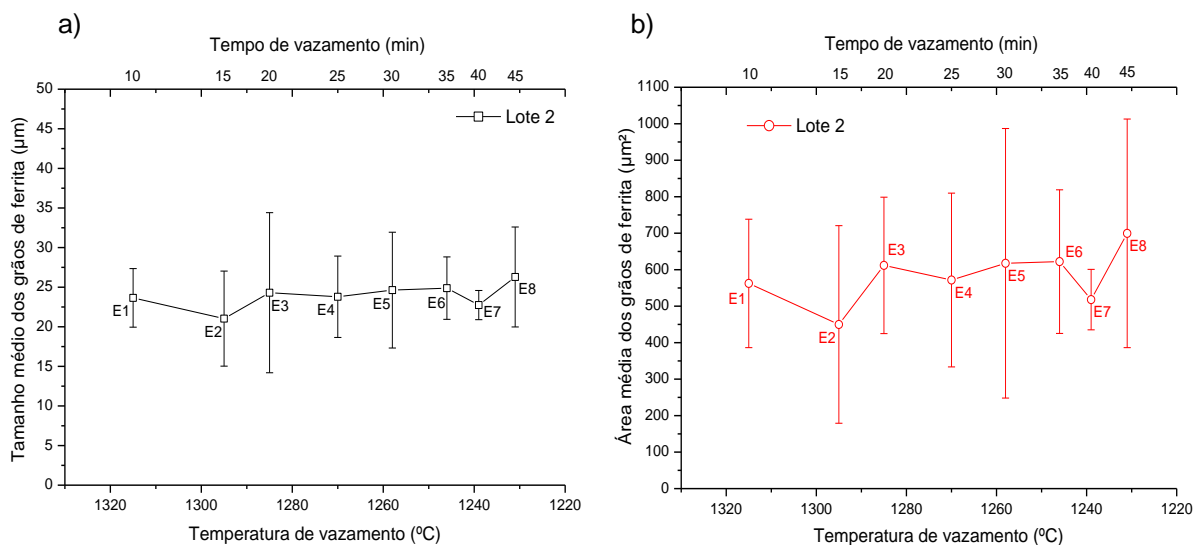 a)
Tempo de vazamento (min)
10 15 20 25 30 35 40 45
50
45
40
35
30
25
20
15
10
5
0
Tamanho médio dos grãos de ferrita (µm)
Lote 2
E1
E2
E3
E4
E5
E6
E7
E8
1320 1300 1280 1260 1240 1220
Temperatura de vazamento (ºC)
b)
Tempo de vazamento (min)
10 15 20 25 30 35 40 45
1100
1000
900
800
700
600
500
400
300
200
100
0
Área média dos grãos de ferrita (µm²)
Lote 2
E1
E2
E3
E4
E5
E6
E7
E8
1320 1300 1280 1260 1240 1220
Temperatura de vazamento (ºC)